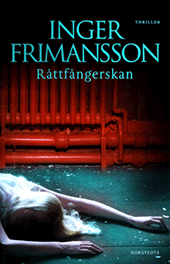 THRILLER
INGER
FRIMANSSON
Råttfångerskan
NORSTEDTS